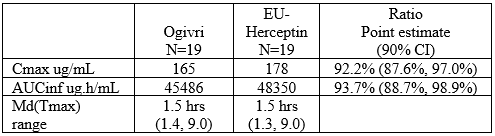 Ogivri N=19 EU-Herceptin N=19 Ratio Point estimate (90% CI)
Cmax ug/mL 165 178 92.2% (87.6%, 97.0%)
AUCinf ug.h/mL 45486 48350 93.7% (88.7%, 98.9%)
Md(Tmax) 1.5 hrs 1.5 hrs
range (1.4, 9.0) (1.3, 9.0)